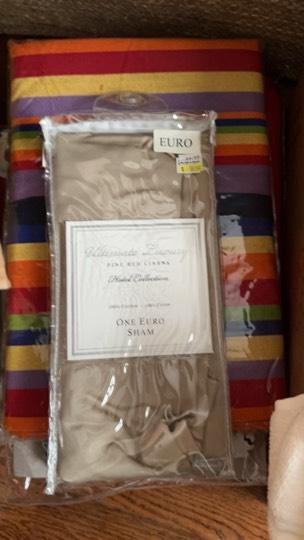 EURO
Ultimate Luxury
FINE BED LINENS
Hotel Collection
ONE EURO
SHAM